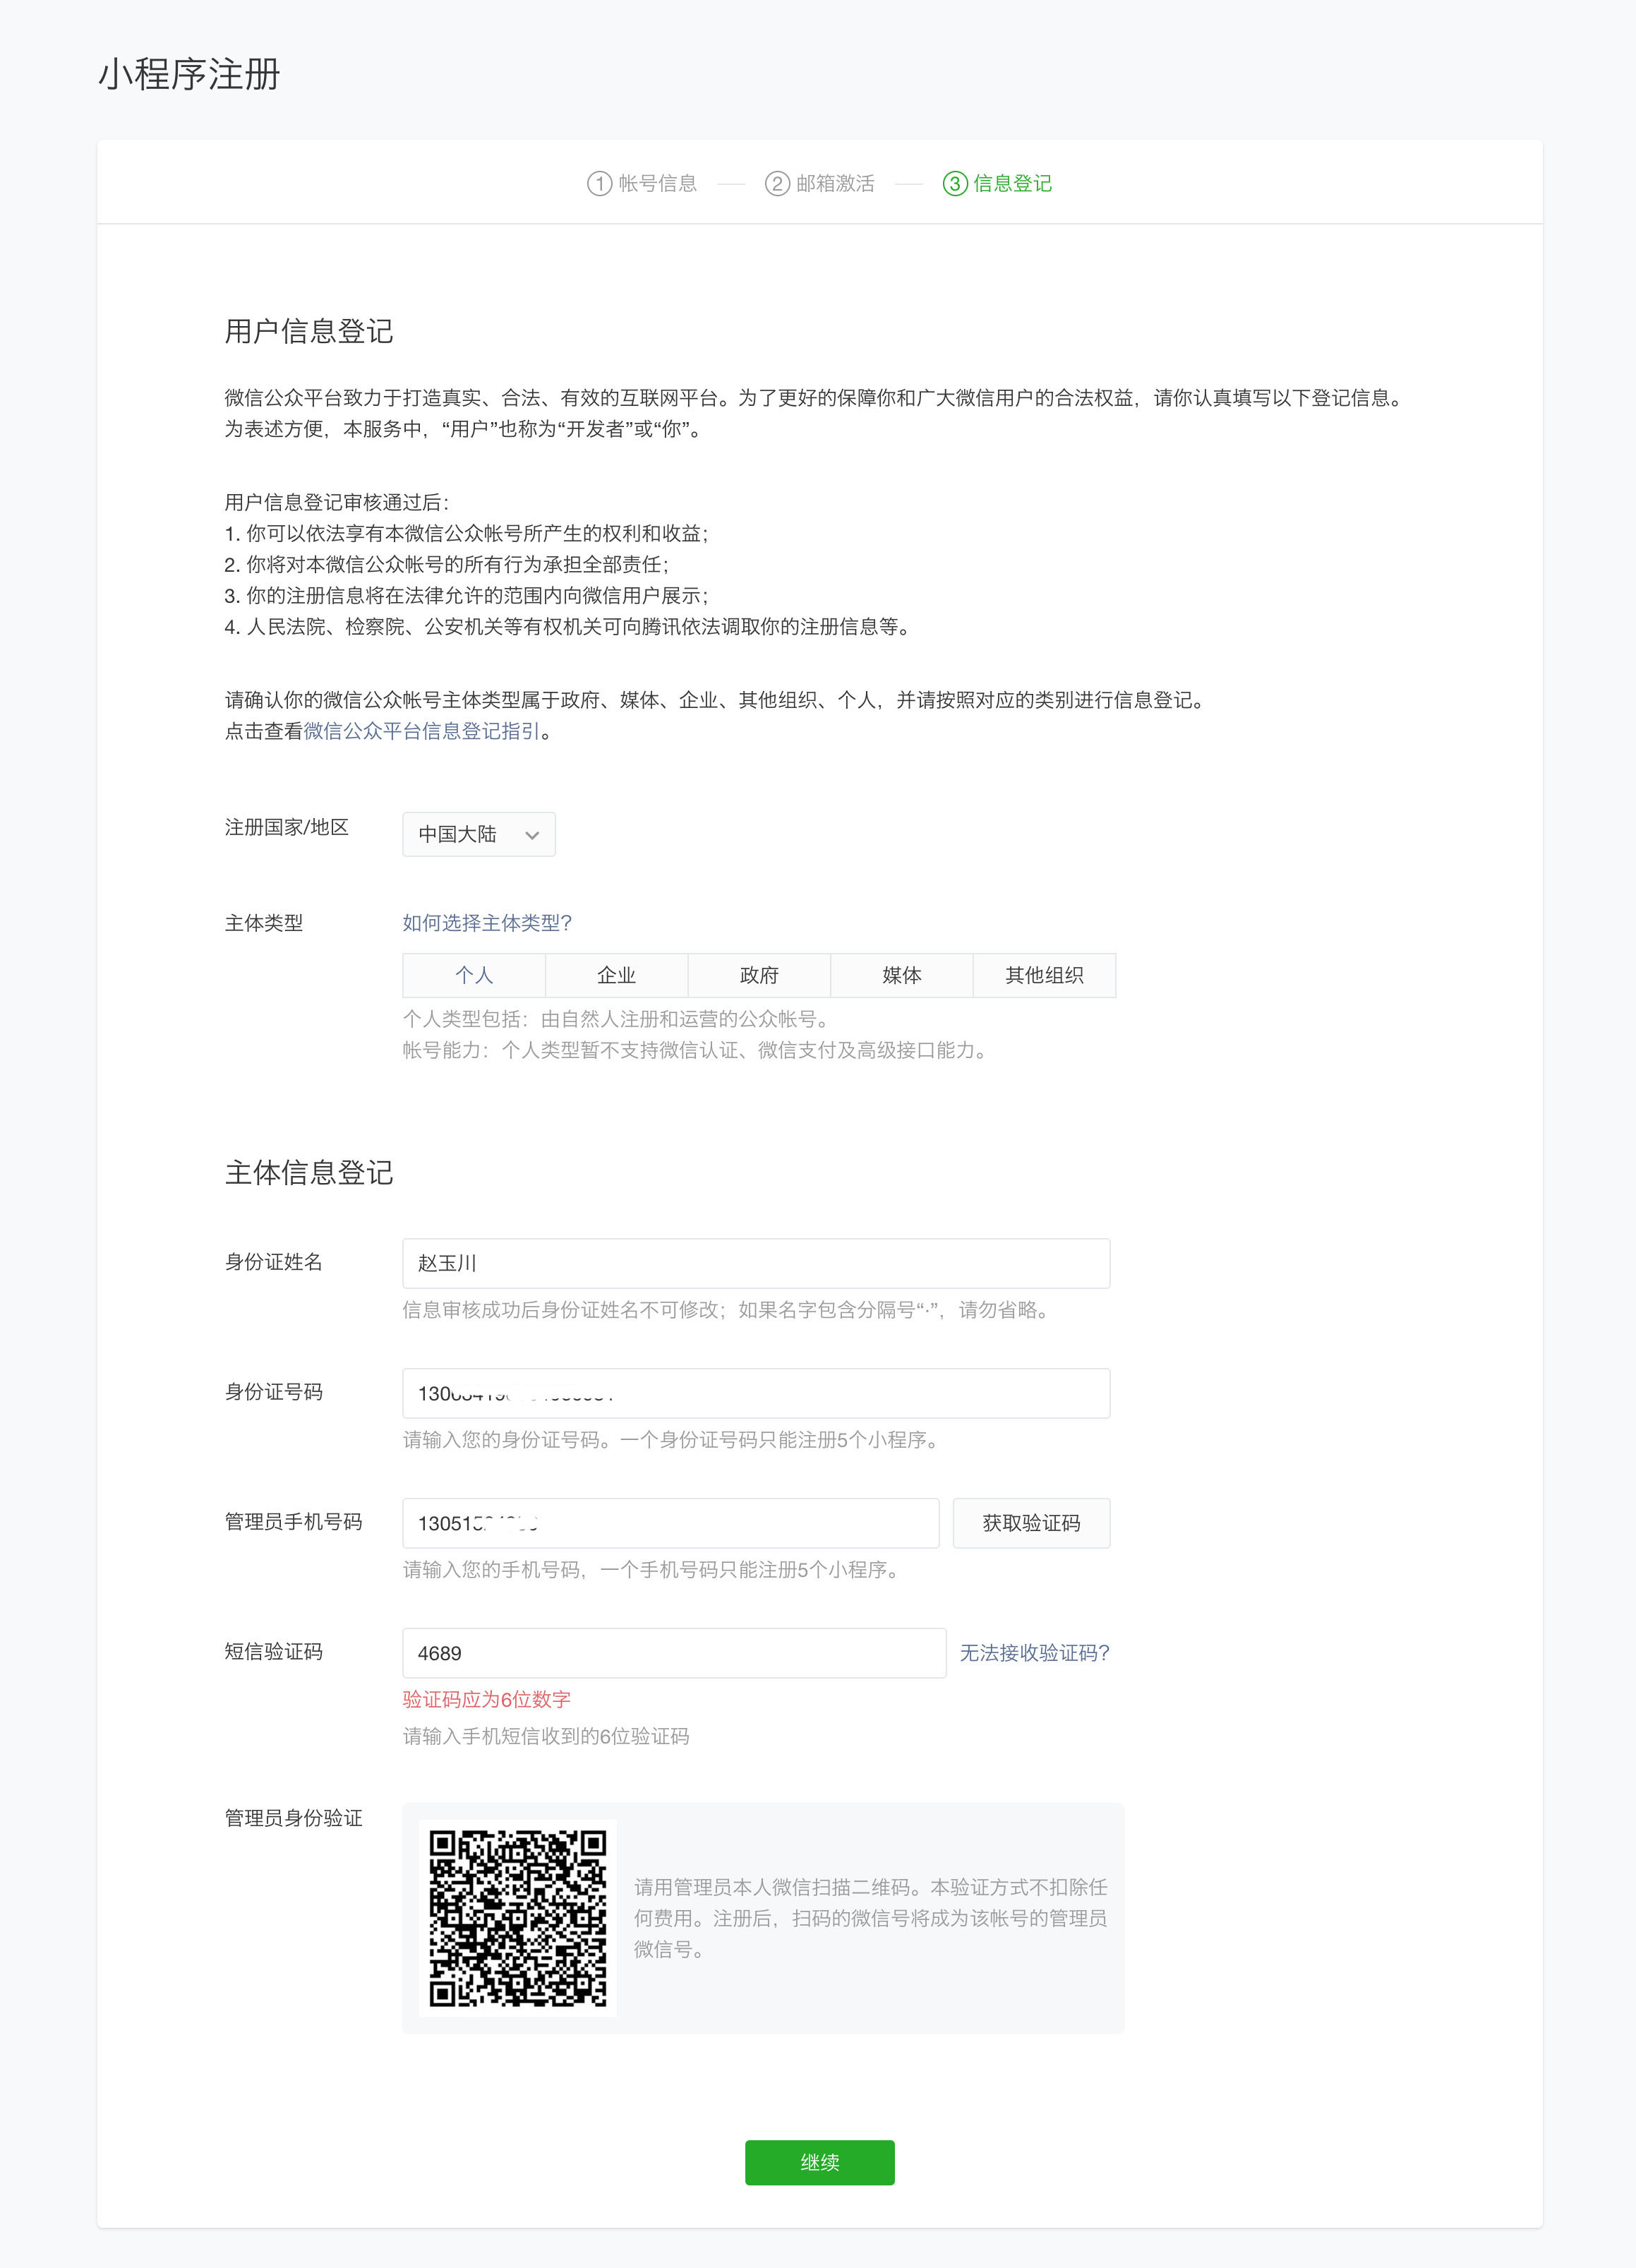 小程序注册
1 帐号信息
2 邮箱激活
3 信息登记
用户信息登记
微信公众平台致力于打造真实、合法、有效的互联网平台。为了更好的保障你和广大微信用户的合法权益，请你认真填写以下登记信息。
为表述方便，本服务中，“用户”也称为“开发者”或“你”。
用户信息登记审核通过后：
1. 你可以依法享有本微信公众帐号所产生的权利和收益；
2. 你将对本微信公众帐号的所有行为承担全部责任；
3. 你的注册信息将在法律允许的范围内向微信用户展示；
4. 人民法院、检察院、公安机关等有权机关可向腾讯依法调取你的注册信息等。
请确认你的微信公众帐号主体类型属于政府、媒体、企业、其他组织、个人，并请按照对应的类别进行信息登记。
点击查看微信公众平台信息登记指引。
注册国家/地区
中国大陆
主体类型
如何选择主体类型？
个人
企业
政府
媒体
其他组织
个人类型包括：由自然人注册和运营的公众帐号。
帐号能力：个人类型暂不支持微信认证、微信支付及高级接口能力。
主体信息登记
身份证姓名
赵玉川
信息审核成功后身份证姓名不可修改；如果名字包含分隔号“·”，请勿省略。
身份证号码
130
请输入您的身份证号码。一个身份证号码只能注册5个小程序。
管理员手机号码
13051
获取验证码
请输入您的手机号码，一个手机号码只能注册5个小程序。
短信验证码
4689
无法接收验证码？
验证码应为6位数字
请输入手机短信收到的6位验证码
管理员身份验证
请用管理员本人微信扫描二维码。本验证方式不扣除任
何费用。注册后，扫码的微信号将成为该帐号的管理员
微信号。
继续